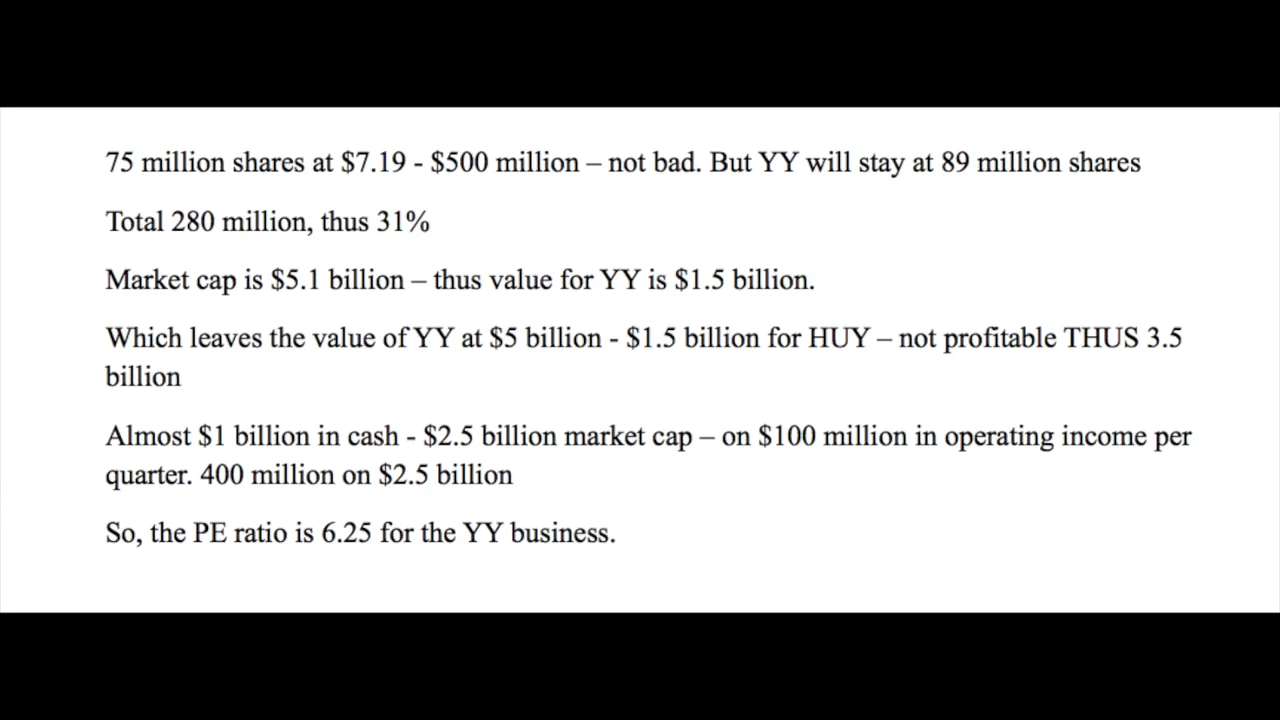 75 million shares at $7.19 - $500 million – not bad. But YY will stay at 89 million shares
Total 280 million, thus 31%
Market cap is $5.1 billion – thus value for YY is $1.5 billion.
Which leaves the value of YY at $5 billion - $1.5 billion for HUY – not profitable THUS 3.5
billion
Almost $1 billion in cash - $2.5 billion market cap – on $100 million in operating income per
quarter. 400 million on $2.5 billion
So, the PE ratio is 6.25 for the YY business.